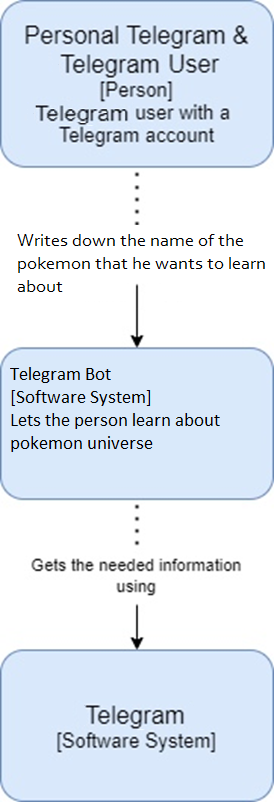 Personal Telegram &
Telegram User
[Person]
Telegram user with a
Telegram account
Writes down the name of the
pokemon that he wants to learn
about
Telegram Bot
[Software System]
Lets the person learn about
pokemon universe
Gets the needed information
using
Telegram
[Software System]